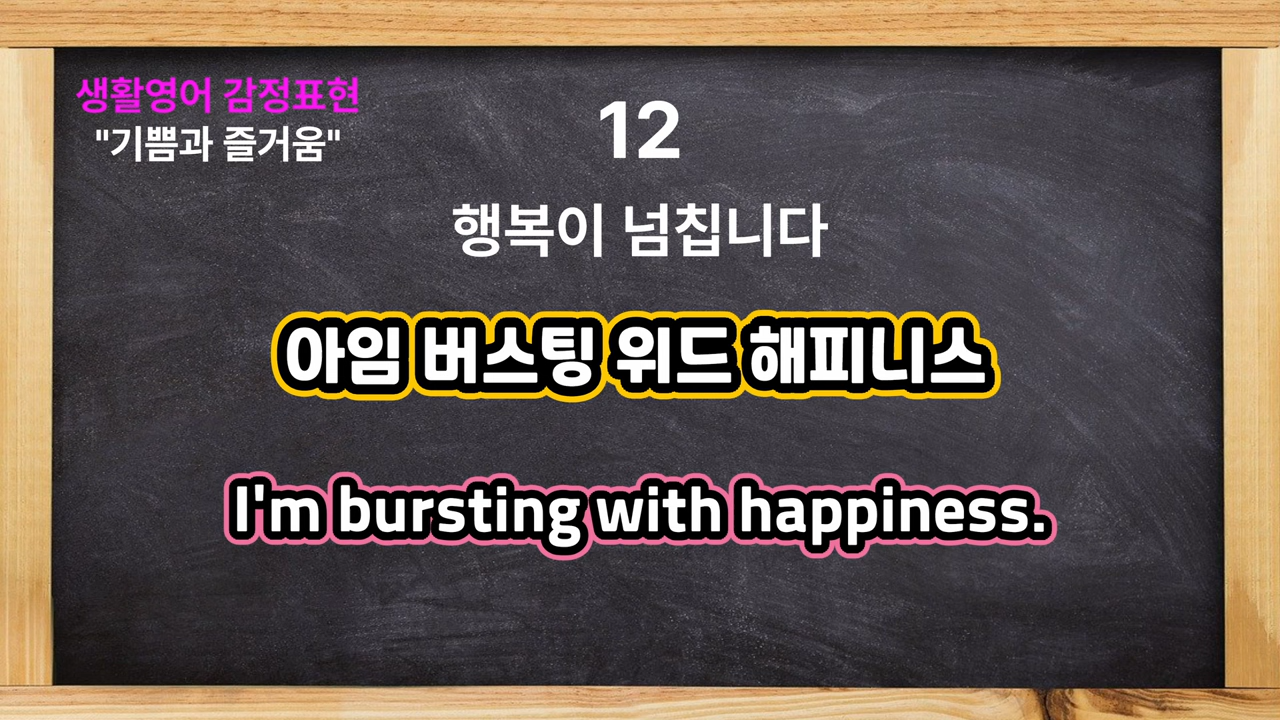 생활영어 감정표현
"기쁨과 즐거움"
12
행복이 넘칩니다
아임 버스팅 위드 해피니스
I'm bursting with happiness.